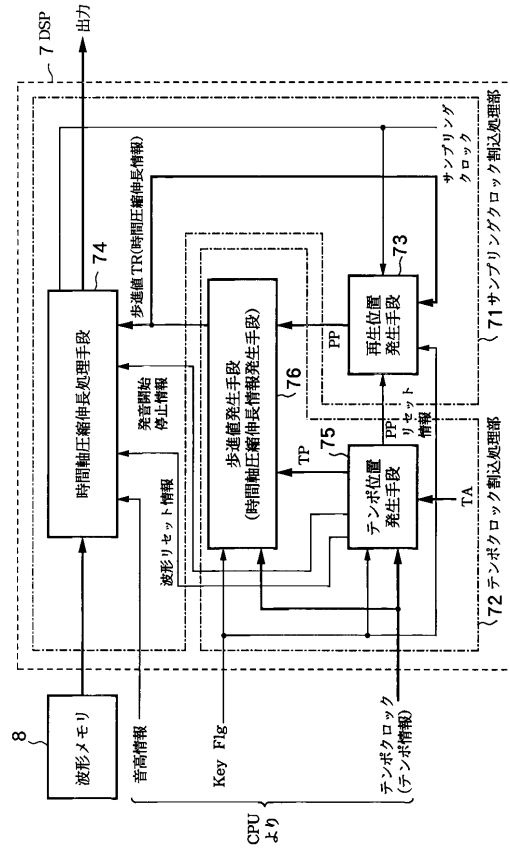 7 DSP
出力
74
時間軸圧縮伸長処理手段
歩進値TR(時間圧縮伸長情報)
発音開始
停止情報
波形リセット情報
8
波形メモリ
音高情報
Key Flg
テンポクロック
(テンポ情報)
CPU
より
歩進値発生手段
(時間軸圧縮伸長情報発生手段)
76
PP
TP
75
テンポ位置
発生手段
TA
PP
リセット
情報
73
再生位置
発生手段
サンプリング
クロック
71 サンプリングクロック割込処理部
72 テンポクロック割込処理部